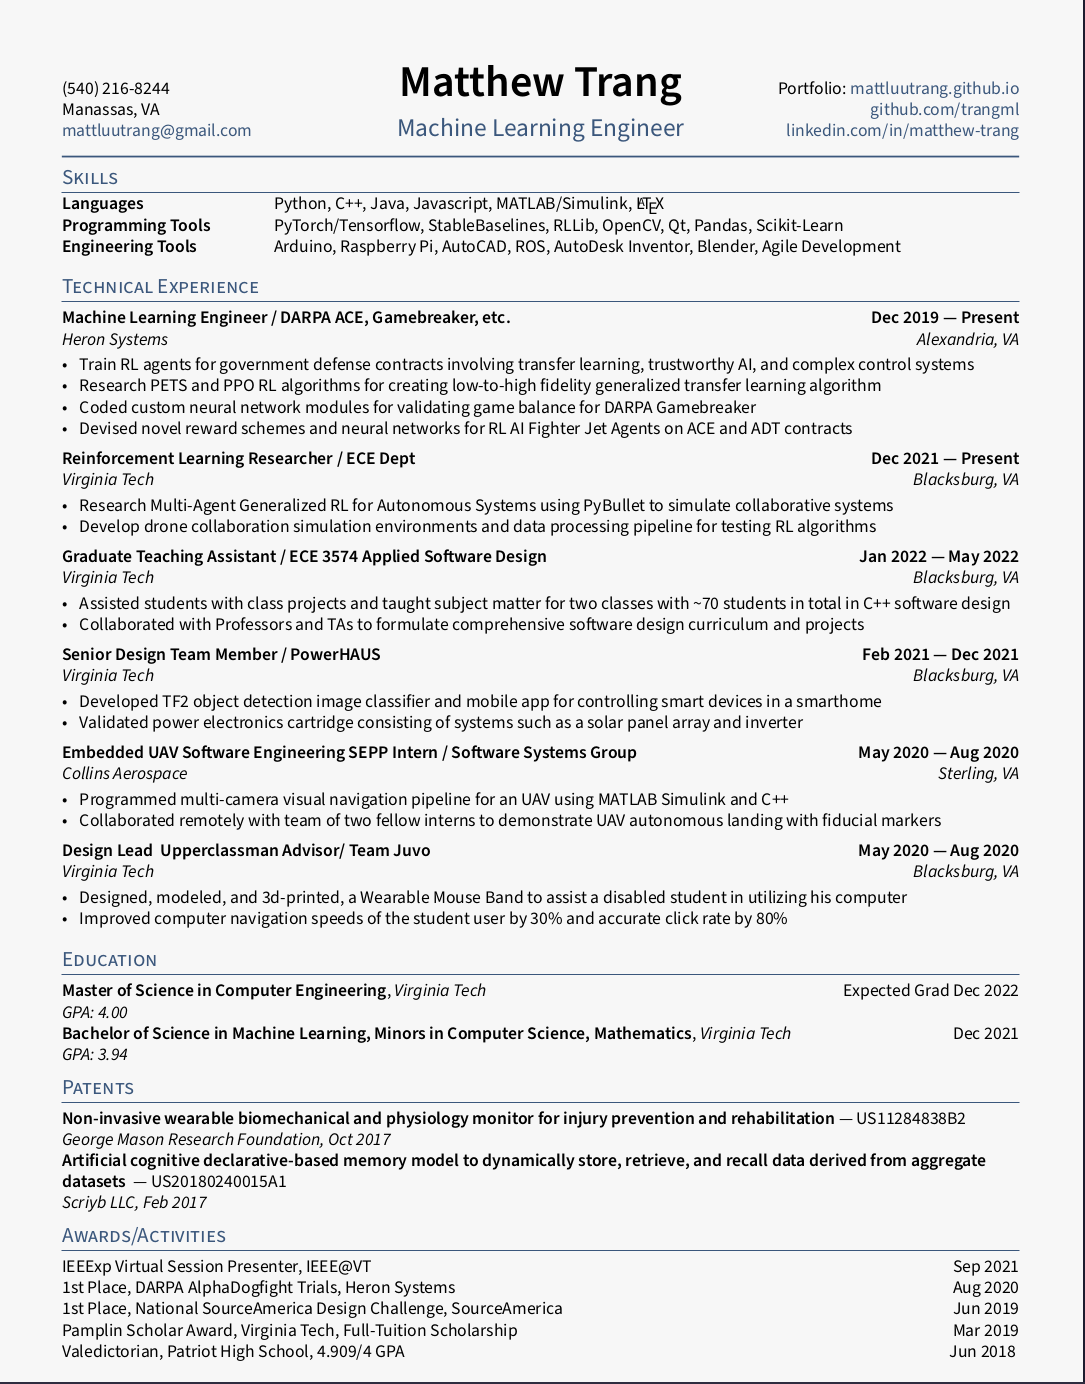 Matthew Trang
Machine Learning Engineer
(540) 216-8244
Manassas, VA
mattluutrang@gmail.com
Portfolio: mattluutrang.github.io
github.com/trangml
linkedin.com/in/matthew-trang
Skills
Languages Python, C++, Java, Javascript, MATLAB/Simulink, LATEX
Programming Tools PyTorch/Tensorflow, StableBaselines, RLLib, OpenCV, Qt, Pandas, Scikit-Learn
Engineering Tools Arduino, Raspberry Pi, AutoCAD, ROS, AutoDesk Inventor, Blender, Agile Development
Technical Experience
Machine Learning Engineer / DARPA ACE, Gamebreaker, etc. Dec 2019 — Present
Heron Systems Alexandria, VA
• Train RL agents for government defense contracts involving transfer learning, trustworthy AI, and complex control systems
• Research PETS and PPO RL algorithms for creating low-to-high fidelity generalized transfer learning algorithm
• Coded custom neural network modules for validating game balance for DARPA Gamebreaker
• Devised novel reward schemes and neural networks for RL AI Fighter Jet Agents on ACE and ADT contracts
Reinforcement Learning Researcher / ECE Dept Dec 2021 — Present
Virginia Tech Blacksburg, VA
• Research Multi-Agent Generalized RL for Autonomous Systems using PyBullet to simulate collaborative systems
• Develop drone collaboration simulation environments and data processing pipeline for testing RL algorithms
Graduate Teaching Assistant / ECE 3574 Applied Software Design Jan 2022 — May 2022
Virginia Tech Blacksburg, VA
• Assisted students with class projects and taught subject matter for two classes with ~70 students in total in C++ software design
• Collaborated with Professors and TAs to formulate comprehensive software design curriculum and projects
Senior Design Team Member / PowerHAUS Feb 2021 — Dec 2021
Virginia Tech Blacksburg, VA
• Developed TF2 object detection image classifier and mobile app for controlling smart devices in a smarthome
• Validated power electronics cartridge consisting of systems such as a solar panel array and inverter
Embedded UAV Software Engineering SEPP Intern / Software Systems Group May 2020 — Aug 2020
Collins Aerospace Sterling, VA
• Programmed multi-camera visual navigation pipeline for an UAV using MATLAB Simulink and C++
• Collaborated remotely with team of two fellow interns to demonstrate UAV autonomous landing with fiducial markers
Design Lead Upperclassman Advisor/ Team Juvo May 2020 — Aug 2020
Virginia Tech Blacksburg, VA
• Designed, modeled, and 3d-printed, a Wearable Mouse Band to assist a disabled student in utilizing his computer
• Improved computer navigation speeds of the student user by 30% and accurate click rate by 80%
Education
Master of Science in Computer Engineering, Virginia Tech Expected Grad Dec 2022
GPA: 4.00
Bachelor of Science in Machine Learning, Minors in Computer Science, Mathematics, Virginia Tech Dec 2021
GPA: 3.94
Patents
Non-invasive wearable biomechanical and physiology monitor for injury prevention and rehabilitation — US11284838B2
George Mason Research Foundation, Oct 2017
Artificial cognitive declarative-based memory model to dynamically store, retrieve, and recall data derived from aggregate
datasets — US20180240015A1
Scriyb LLC, Feb 2017
Awards/Activities
IEEExp Virtual Session Presenter, IEEE@VT Sep 2021
1st Place, DARPA AlphaDogfight Trials, Heron Systems Aug 2020
1st Place, National SourceAmerica Design Challenge, SourceAmerica Jun 2019
Pamplin Scholar Award, Virginia Tech, Full-Tuition Scholarship Mar 2019
Valedictorian, Patriot High School, 4.909/4 GPA Jun 2018